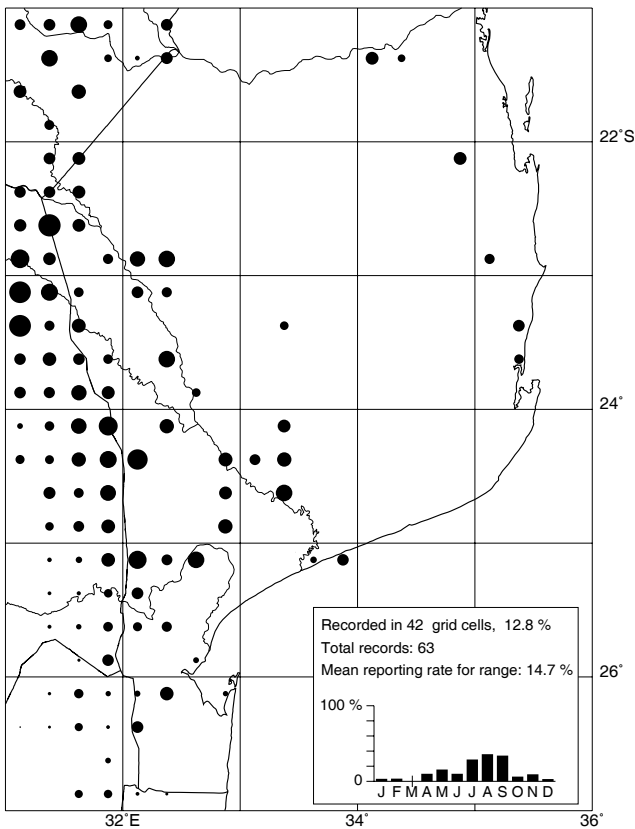 22˚S
24˚
Recorded in 42 grid cells, 12.8 %
Total records: 63
Mean reporting rate for range: 14.7 %
26˚
100 %
0
J F M A M J J A S O N D
32˚E
34˚
36˚